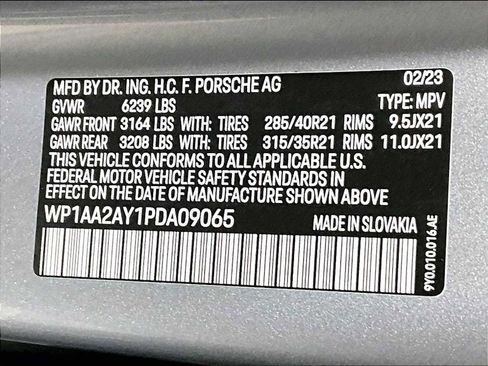 MFD BY DR. ING. H.C. F. PORSCHE AG 02/23
GVWR 6239 LBS TYPE: MPV
GAWR FRONT 3164 LBS WITH: TIRES 285/40R21 RIMS 9.5JX21
GAWR REAR 3208 LBS WITH: TIRES 315/35R21 RIMS 11.0JX21
THIS VEHICLE CONFORMS TO ALL APPLICABLE U.S.
FEDERAL MOTOR VEHICLE SAFETY STANDARDS IN
EFFECT ON THE DATE OF MANUFACTURE SHOWN ABOVE
WP1AA2AY1PDA09065 MADE IN SLOVAKIA
9Y0.010.016.AE